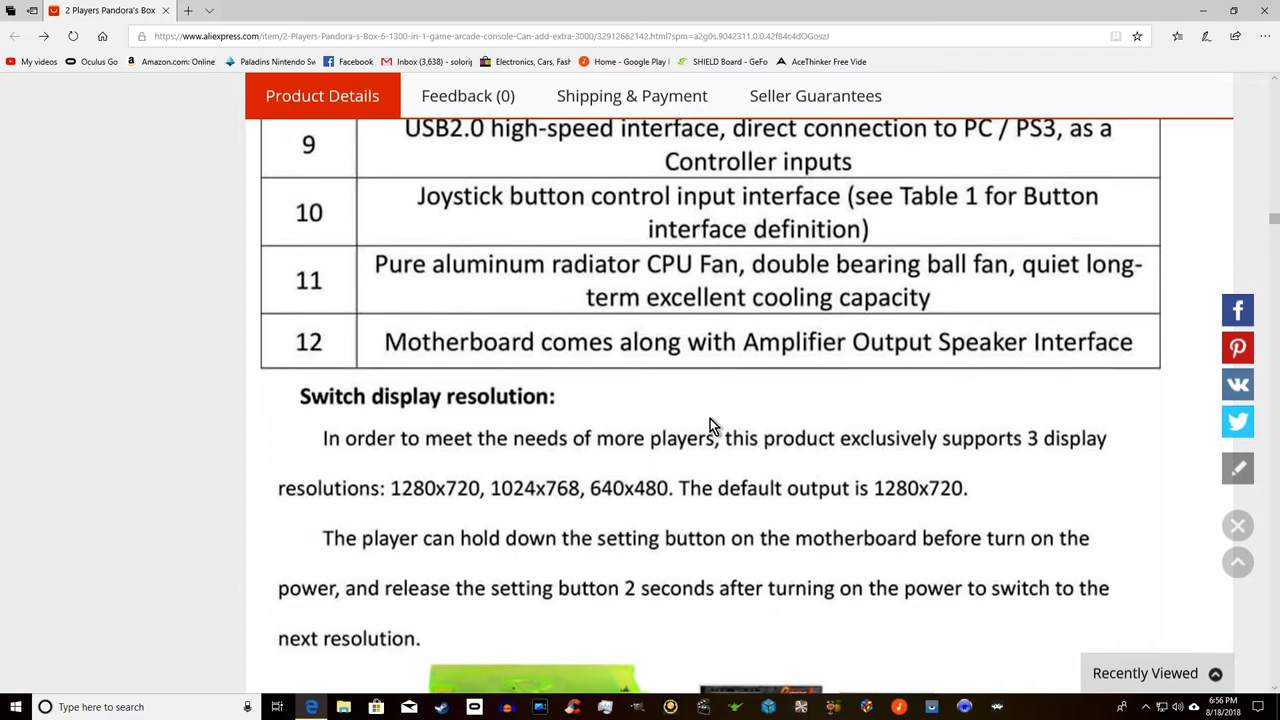 2 Players Pandora's Box
https://www.aliexpress.com/item/2-Players-Pandora-s-Box-6-1300-in-1-game-arcade-console-Can-add-extra-3000/32912662142.html?spm=a2g0s.9042311.0.0.42f84c4dOGoszJ
My videos
Oculus Go
Amazon.com: Online
Paladins Nintendo Sw
Facebook
Inbox (3,638) - solorip
Electronics, Cars, Fash
Home - Google Play
SHIELD Board - GeFo
AceThinker Free Vide
Product Details
Feedback (0)
Shipping & Payment
Seller Guarantees
9
USB2.0 high-speed interface, direct connection to PC / PS3, as a
Controller inputs
10
Joystick button control input interface (see Table 1 for Button
interface definition)
11
Pure aluminum radiator CPU Fan, double bearing ball fan, quiet long-
term excellent cooling capacity
12
Motherboard comes along with Amplifier Output Speaker Interface
Switch display resolution:
In order to meet the needs of more players, this product exclusively supports 3 display
resolutions: 1280x720, 1024x768, 640x480. The default output is 1280x720.
The player can hold down the setting button on the motherboard before turn on the
power, and release the setting button 2 seconds after turning on the power to switch to the
next resolution.
Recently Viewed
Type here to search
6:56 PM
8/18/2018